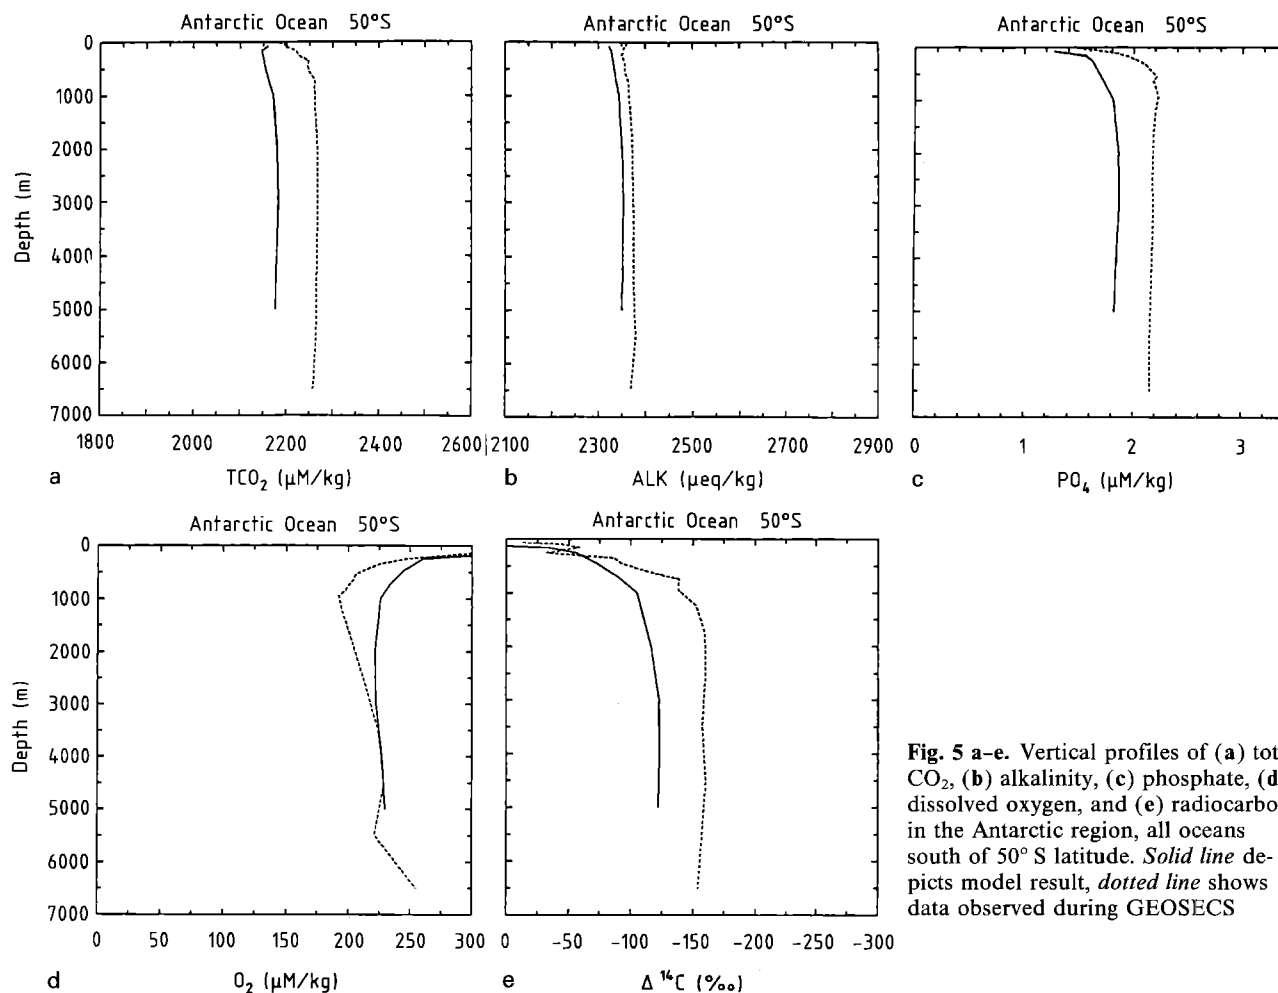 Antarctic Ocean 50°S
Antarctic Ocean 50°S
Antarctic Ocean 50°S
0
1000
2000
3000
4000
5000
6000
7000
Depth (m)
1800 2000 2200 2400 2600
2100 2300 2500 2700 2900
0 1 2 3
a TCO₂ (μM/kg)
b ALK (μeq/kg)
c PO₄ (μM/kg)
Antarctic Ocean 50°S
Antarctic Ocean 50°S
0
1000
2000
3000
4000
5000
6000
7000
Depth (m)
0 50 100 150 200 250 300
0 -50 -100 -150 -200 -250 -300
d O₂ (μM/kg)
e Δ ¹⁴C (‰)
Fig. 5 a–e. Vertical profiles of (a) tot
CO₂, (b) alkalinity, (c) phosphate, (d
dissolved oxygen, and (e) radiocarbo
in the Antarctic region, all oceans
south of 50° S latitude. Solid line de-
picts model result, dotted line shows
data observed during GEOSECS